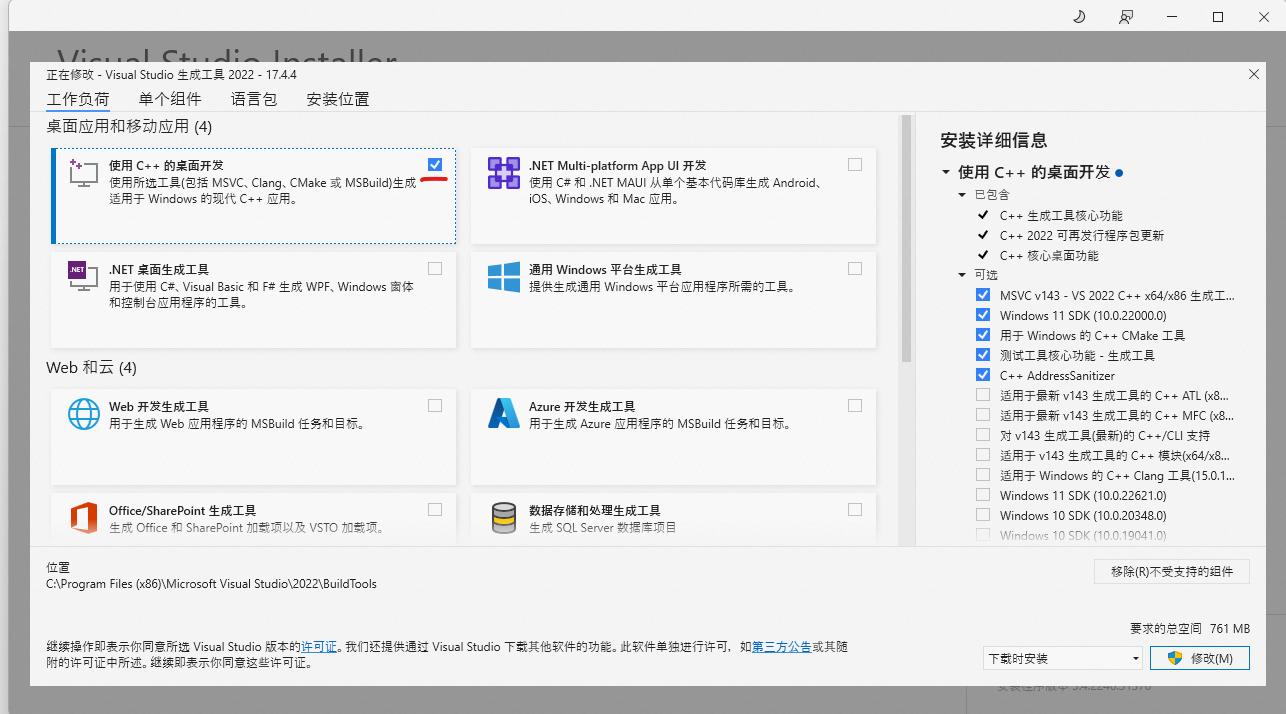 Visual Studio Installer
正在修改 - Visual Studio 生成工具 2022 - 17.4.4
工作负荷 单个组件 语言包 安装位置
桌面应用和移动应用 (4)
使用 C++ 的桌面开发
使用所选工具(包括 MSVC、Clang、CMake 或 MSBuild)生成
适用于 Windows 的现代 C++ 应用。
.NET Multi-platform App UI 开发
使用 C# 和 .NET MAUI 从单个基本代码库生成 Android、
iOS、Windows 和 Mac 应用。
.NET
.NET 桌面生成工具
用于使用 C#、Visual Basic 和 F# 生成 WPF、Windows 窗体
和控制台应用程序的工具。
通用 Windows 平台生成工具
提供生成通用 Windows 平台应用程序所需的工具。
Web 和云 (4)
Web 开发生成工具
用于生成 Web 应用程序的 MSBuild 任务和目标。
Azure 开发生成工具
用于生成 Azure 应用程序的 MSBuild 任务和目标。
Office/SharePoint 生成工具
生成 Office 和 SharePoint 加载项以及 VSTO 加载项。
数据存储和处理生成工具
生成 SQL Server 数据库项目
安装详细信息
使用 C++ 的桌面开发
已包含
C++ 生成工具核心功能
C++ 2022 可再发行程序包更新
C++ 核心桌面功能
可选
MSVC v143 - VS 2022 C++ x64/x86 生成工...
Windows 11 SDK (10.0.22000.0)
用于 Windows 的 C++ CMake 工具
测试工具核心功能 - 生成工具
C++ AddressSanitizer
适用于最新 v143 生成工具的 C++ ATL (x8...
适用于最新 v143 生成工具的 C++ MFC (x8...
对 v143 生成工具(最新)的 C++/CLI 支持
适用于 v143 生成工具的 C++ 模块(x64/x8...
适用于 Windows 的 C++ Clang 工具(15.0.1...
Windows 11 SDK (10.0.22621.0)
Windows 10 SDK (10.0.20348.0)
Windows 10 SDK (10.0.19041.0)
位置
C:\Program Files (x86)\Microsoft Visual Studio\2022\BuildTools
移除(R)不受支持的组件
要求的总空间 761 MB
继续操作即表示你同意所选 Visual Studio 版本的许可证。我们还提供通过 Visual Studio 下载其他软件的功能。此软件单独进行许可，如第三方公告或其随
附的许可证中所述。继续即表示你同意这些许可证。
下载时安装
修改(M)